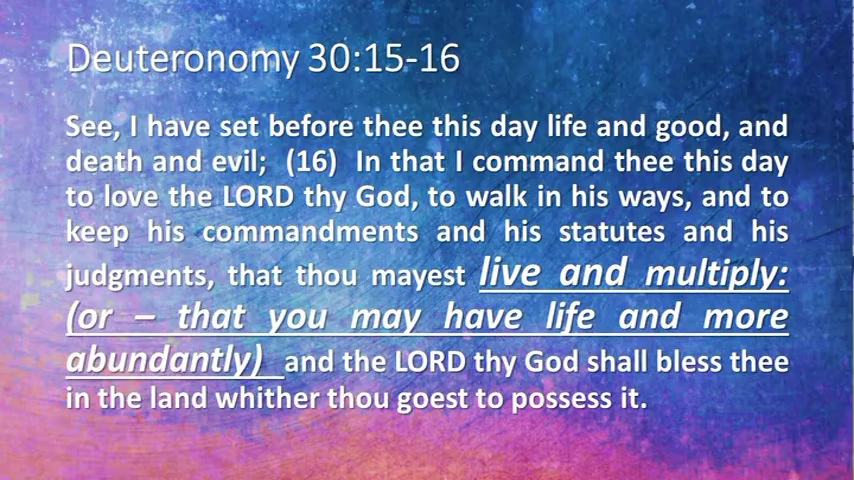 Deuteronomy 30:15-16
See, I have set before thee this day life and good, and
death and evil; (16) In that I command thee this day
to love the LORD thy God, to walk in his ways, and to
keep his commandments and his statutes and his
judgments, that thou mayest live and multiply:
(or – that you may have life and more
abundantly) and the LORD thy God shall bless thee
in the land whither thou goest to possess it.